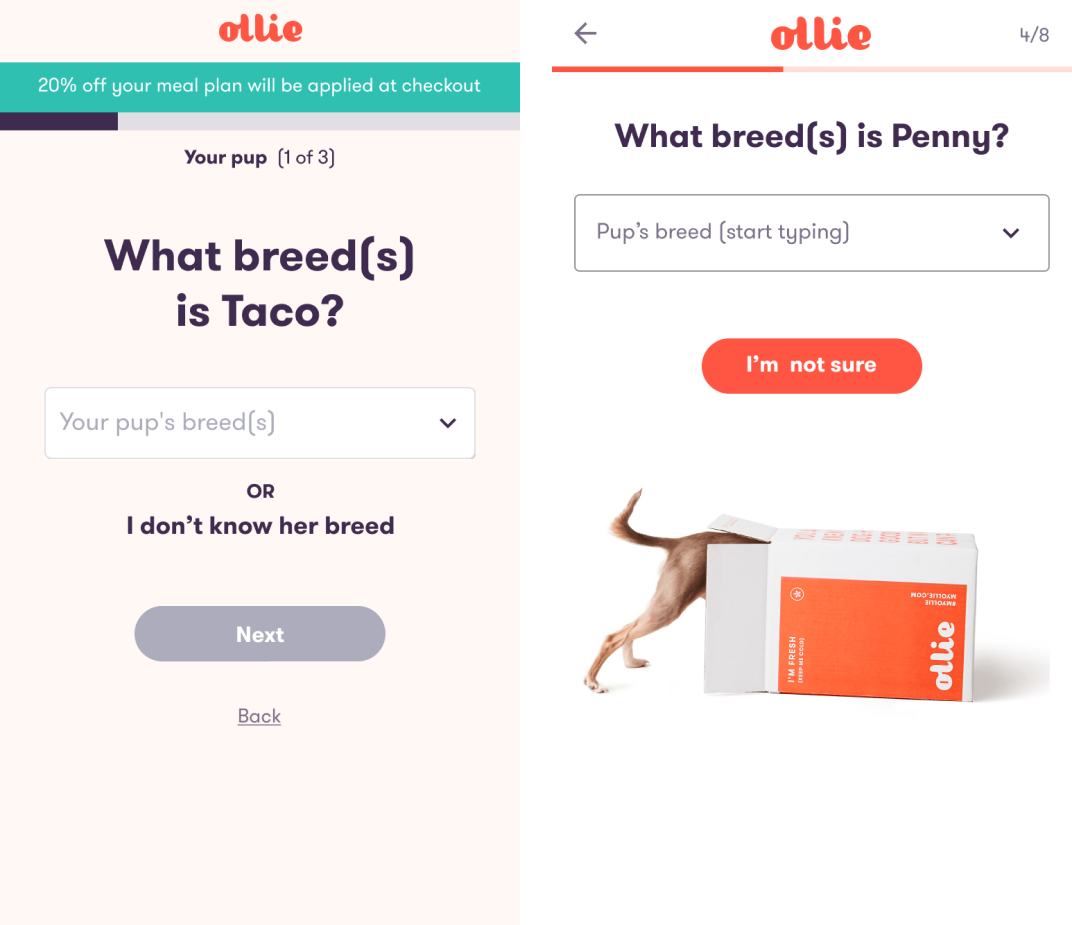 ollie
20% off your meal plan will be applied at checkout
Your pup (1 of 3)
What breed(s)
is Taco?
Your pup's breed(s)
OR
I don’t know her breed
Next
Back
ollie
4/8
What breed(s) is Penny?
Pup’s breed (start typing)
I’m not sure
#MYOLLIE
MYOLLIE.COM
I'M FRESH
(KEEP ME COLD)
ollie